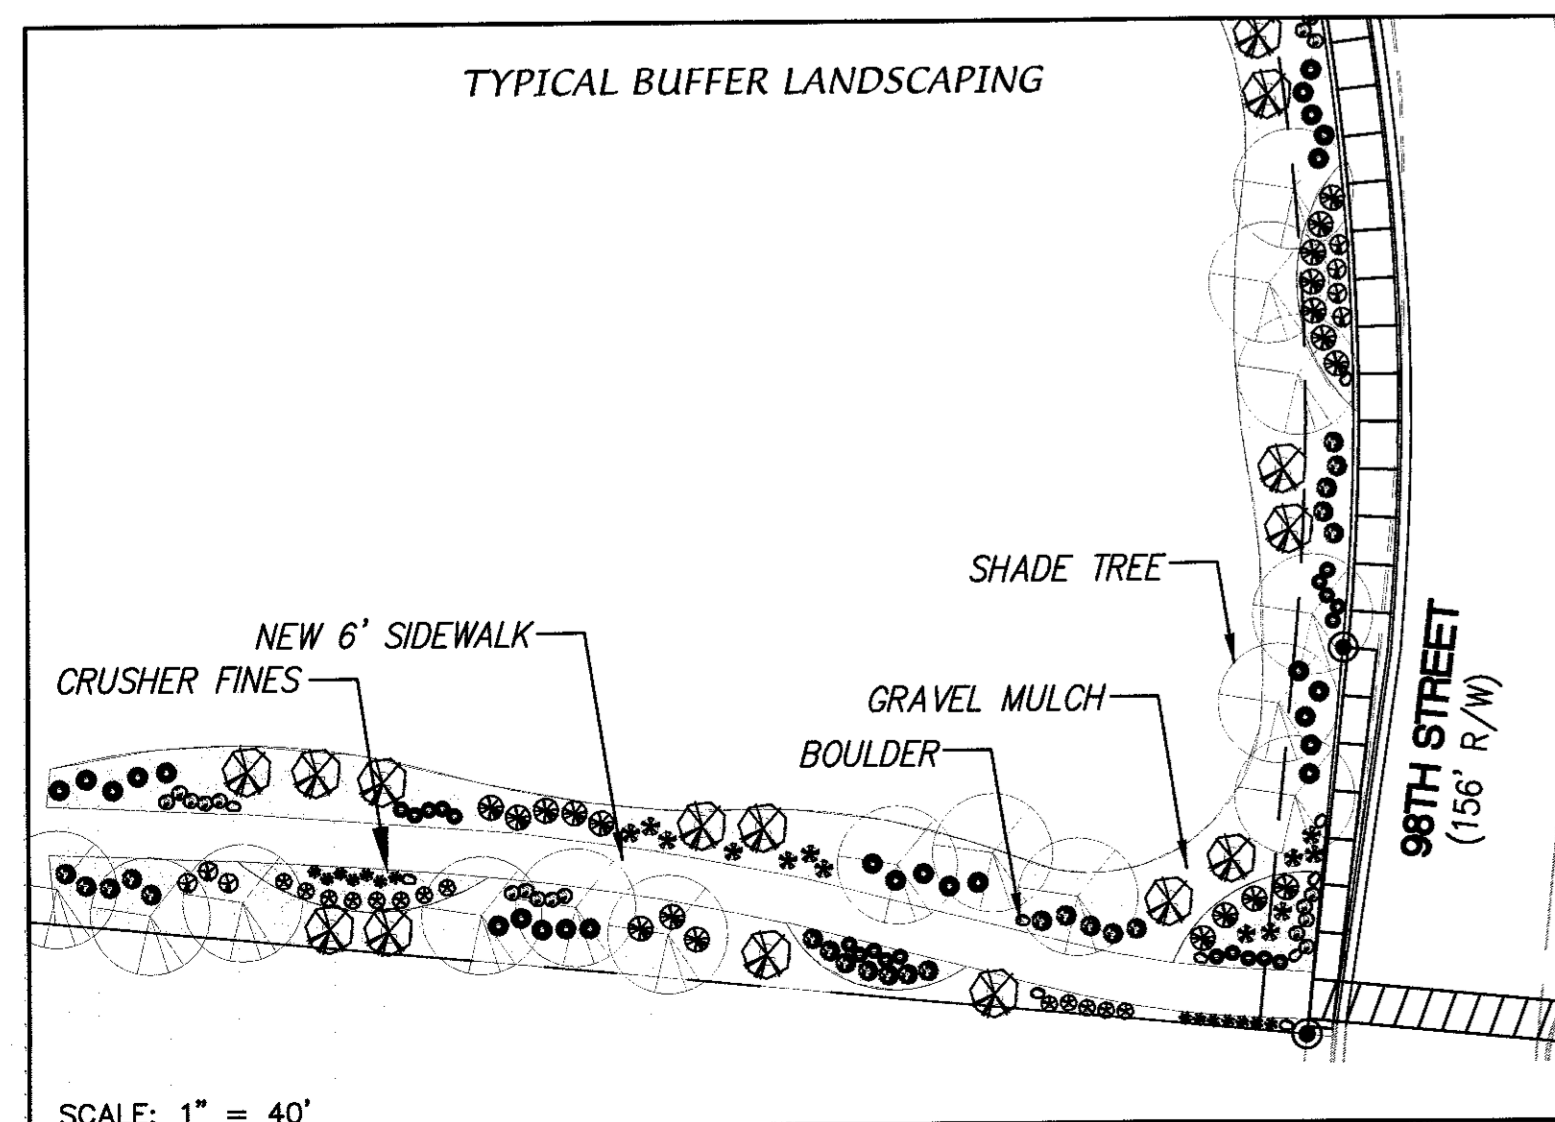 TYPICAL BUFFER LANDSCAPING
SHADE TREE
NEW 6' SIDEWALK
CRUSHER FINES
GRAVEL MULCH
BOULDER
98TH STREET
(156' R/W)
SCALE: 1" = 40'